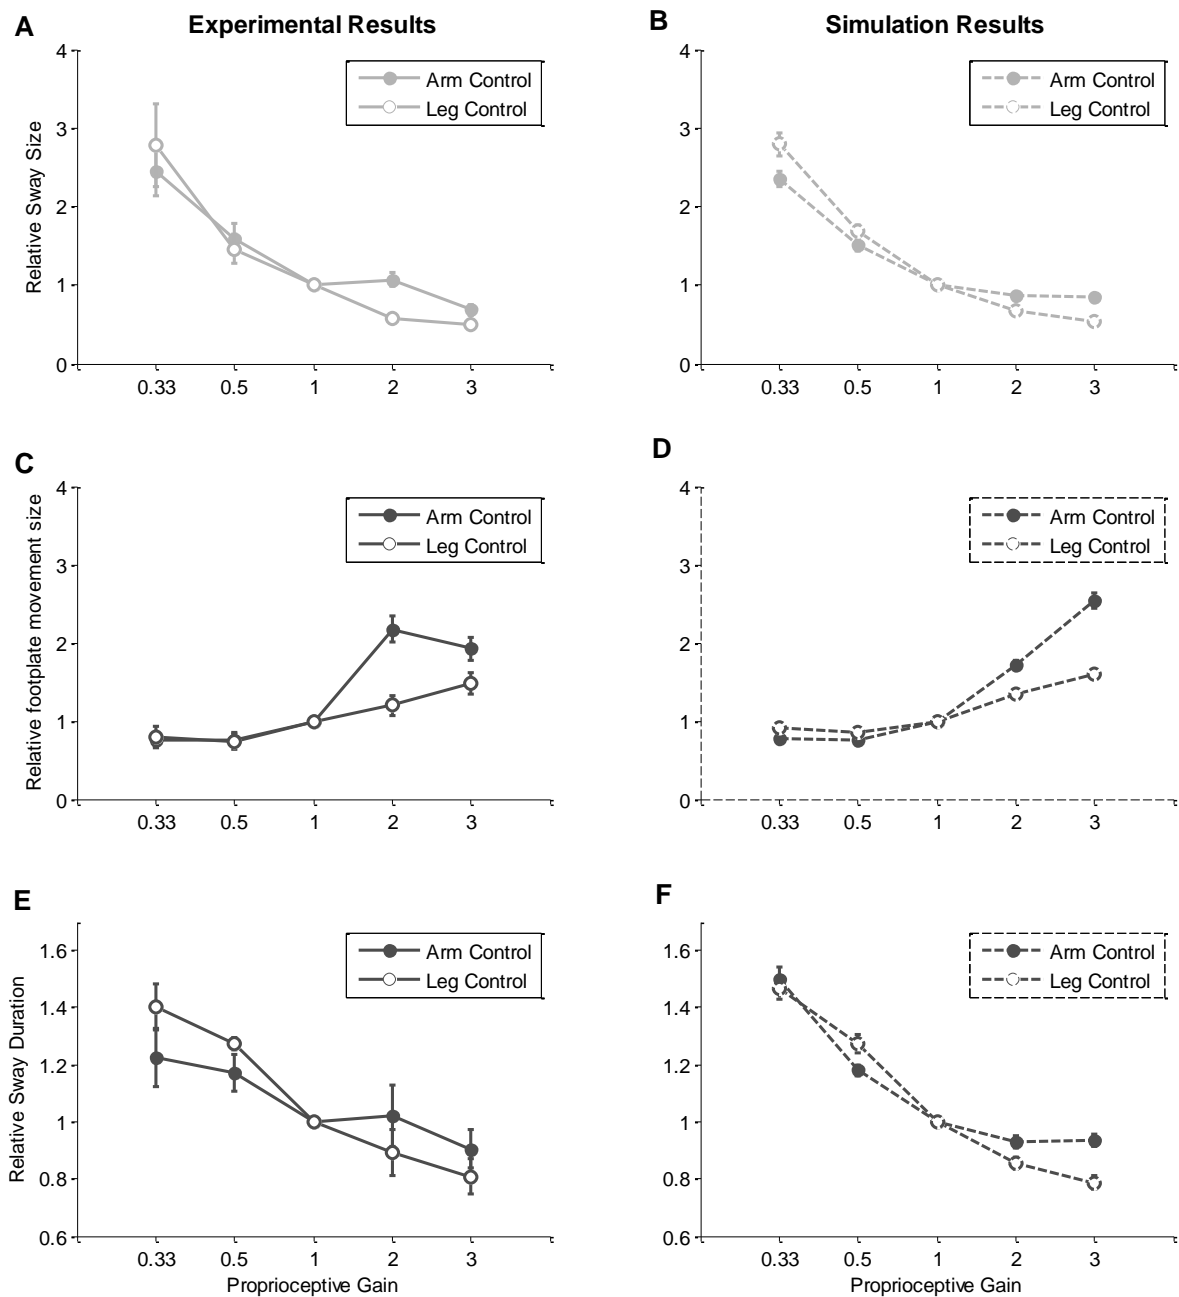 A
Experimental Results
4
3
2
1
0
Relative Sway Size
Arm Control
Leg Control
0.33 0.5 1 2 3
B
Simulation Results
4
3
2
1
0
Arm Control
Leg Control
0.33 0.5 1 2 3
C
4
3
2
1
0
Relative footplate movement size
Arm Control
Leg Control
0.33 0.5 1 2 3
D
4
3
2
1
0
Arm Control
Leg Control
0.33 0.5 1 2 3
E
1.6
1.4
1.2
1
0.8
0.6
Relative Sway Duration
Arm Control
Leg Control
0.33 0.5 1 2 3
Proprioceptive Gain
F
1.6
1.4
1.2
1
0.8
0.6
Arm Control
Leg Control
0.33 0.5 1 2 3
Proprioceptive Gain